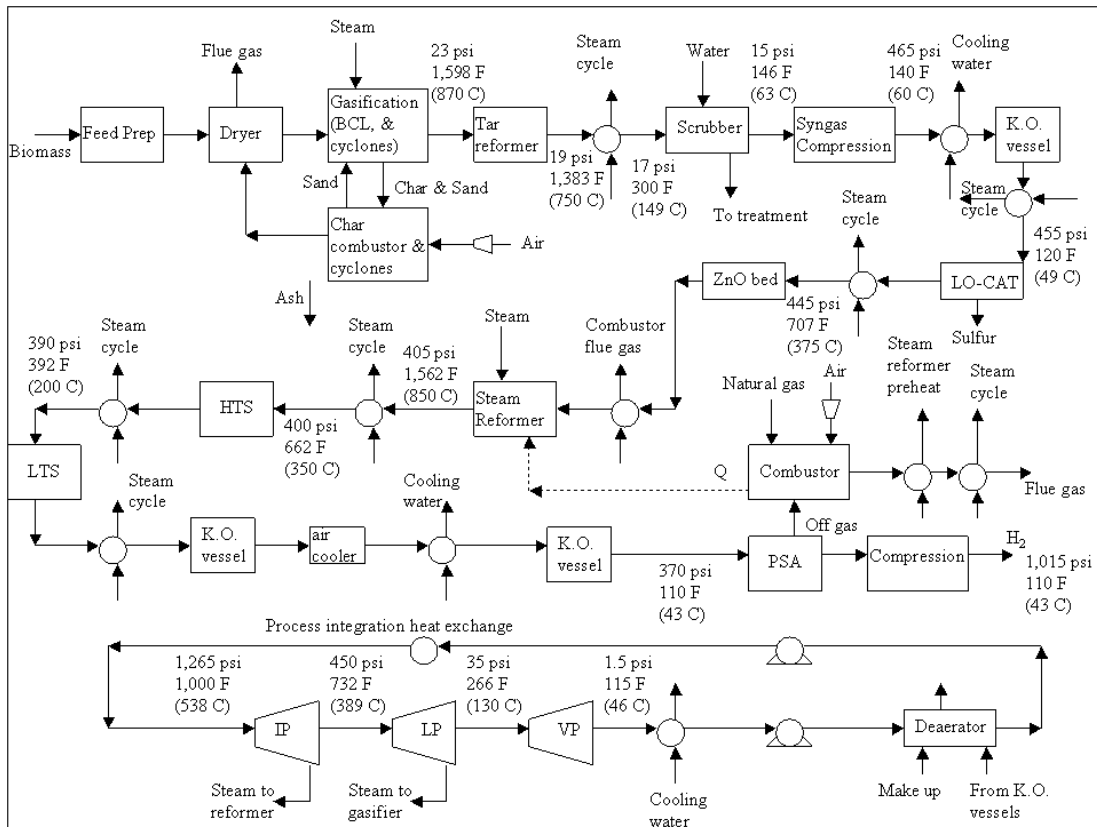 Steam
Flue gas
23 psi
1,598 F
(870 C)
Steam
cycle
Water
15 psi
146 F
(63 C)
465 psi
140 F
(60 C)
Cooling
water
Biomass
Feed Prep
Dryer
Gasification
(BCL, &
cyclones)
Tar
reformer
19 psi
1,383 F
(750 C)
17 psi
300 F
(149 C)
Scrubber
Syngas
Compression
K.O.
vessel
Sand
Char & Sand
To treatment
Steam
cycle
Steam
cycle
455 psi
120 F
(49 C)
Char
combustor &
cyclones
Air
Ash
ZnO bed
445 psi
707 F
(375 C)
LO-CAT
Sulfur
390 psi
392 F
(200 C)
Steam
cycle
Steam
cycle
405 psi
1,562 F
(850 C)
Steam
Combustor
flue gas
Steam
reformer
preheat
Steam
cycle
Natural gas
Air
HTS
400 psi
662 F
(350 C)
Steam
Reformer
LTS
Steam
cycle
Cooling
water
Q
Combustor
Flue gas
Off gas
K.O.
vessel
air
cooler
K.O.
vessel
370 psi
110 F
(43 C)
PSA
Compression
H2
1,015 psi
110 F
(43 C)
Process integration heat exchange
1,265 psi
1,000 F
(538 C)
450 psi
732 F
(389 C)
35 psi
266 F
(130 C)
1.5 psi
115 F
(46 C)
IP
LP
VP
Deaerator
Steam to
reformer
Steam to
gasifier
Cooling
water
Make up
From K.O.
vessels